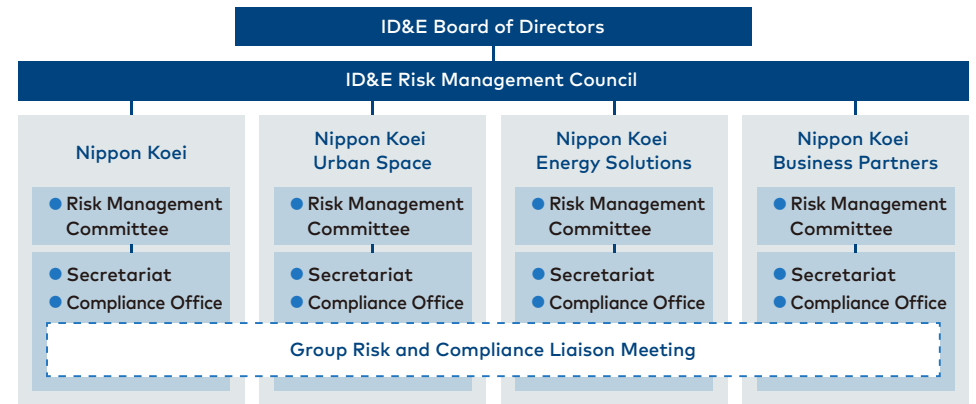 ID&E Board of Directors
ID&E Risk Management Council
Nippon Koei
● Risk Management
Committee
● Secretariat
● Compliance Office
Nippon Koei
Urban Space
● Risk Management
Committee
● Secretariat
● Compliance Office
Nippon Koei
Energy Solutions
● Risk Management
Committee
● Secretariat
● Compliance Office
Nippon Koei
Business Partners
● Risk Management
Committee
● Secretariat
● Compliance Office
Group Risk and Compliance Liaison Meeting